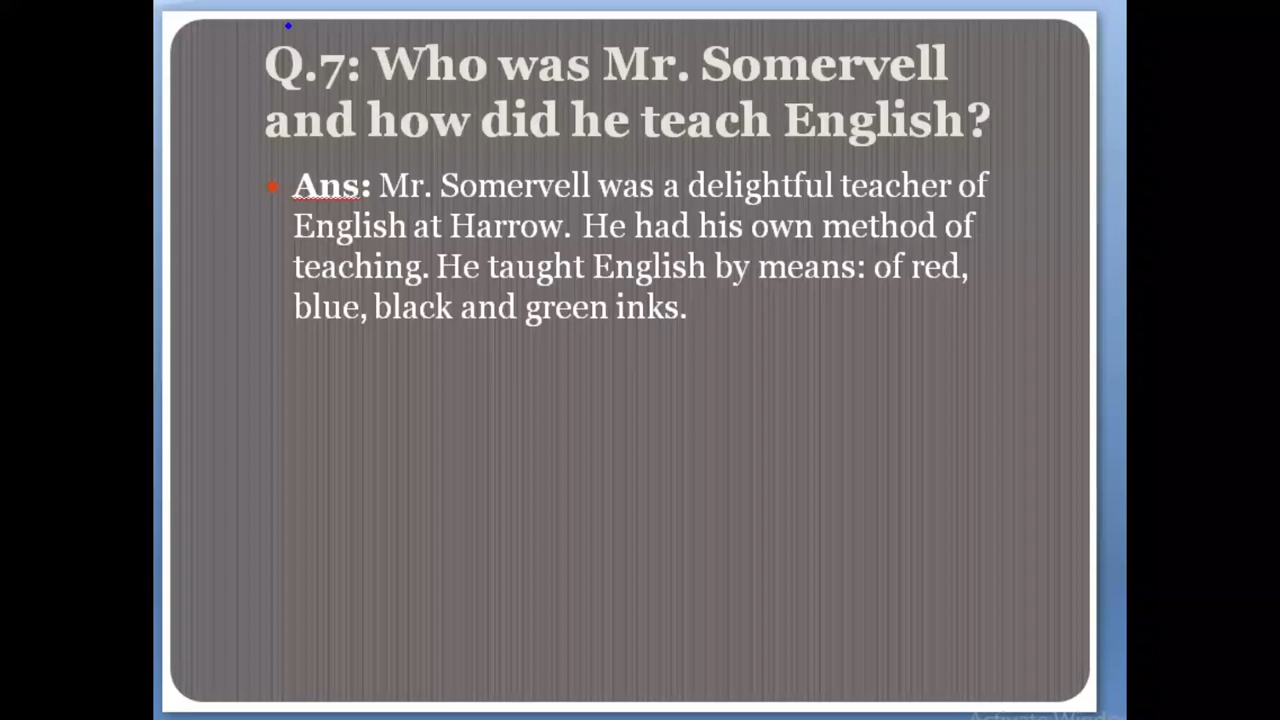 Q.7: Who was Mr. Somervell
and how did he teach English?
Ans: Mr. Somervell was a delightful teacher of
English at Harrow. He had his own method of
teaching. He taught English by means: of red,
blue, black and green inks.